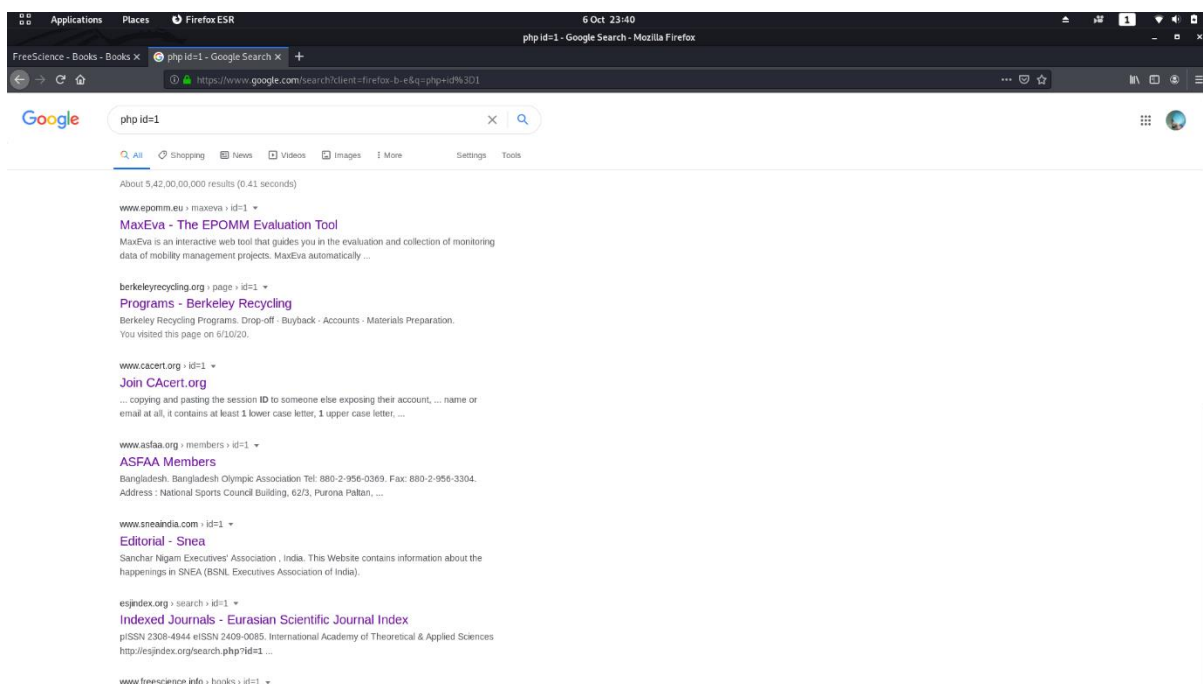 Applications Places Firefox ESR 6 Oct 23:40 1
php id=1 - Google Search - Mozilla Firefox
FreeScience - Books - Books × php id=1 - Google Search × +
https://www.google.com/search?client=firefox-b-e&q=php+id%3D1
Google php id=1
All Shopping News Videos Images More Settings Tools
About 5,42,00,00,000 results (0.41 seconds)
www.epomm.eu › maxeva › id=1
MaxEva - The EPOMM Evaluation Tool
MaxEva is an interactive web tool that guides you in the evaluation and collection of monitoring
data of mobility management projects. MaxEva automatically ...
berkeleyrecycling.org › page › id=1
Programs - Berkeley Recycling
Berkeley Recycling Programs. Drop-off · Buyback · Accounts · Materials Preparation.
You visited this page on 6/10/20.
www.cacert.org › id=1
Join CAcert.org
... copying and pasting the session ID to someone else exposing their account, ... name or
email at all, it contains at least 1 lower case letter, 1 upper case letter, ...
www.asfaa.org › members › id=1
ASFAA Members
Bangladesh. Bangladesh Olympic Association Tel: 880-2-956-0369. Fax: 880-2-956-3304.
Address : National Sports Council Building, 62/3, Purona Paltan, ...
www.sneaindia.com › id=1
Editorial - Snea
Sanchar Nigam Executives' Association , India. This Website contains information about the
happenings in SNEA (BSNL Executives Association of India).
esjindex.org › search › id=1
Indexed Journals - Eurasian Scientific Journal Index
pISSN 2308-4944 eISSN 2409-0085. International Academy of Theoretical & Applied Sciences
http://esjindex.org/search.php?id=1 ...
www.freescience.info › books › id=1